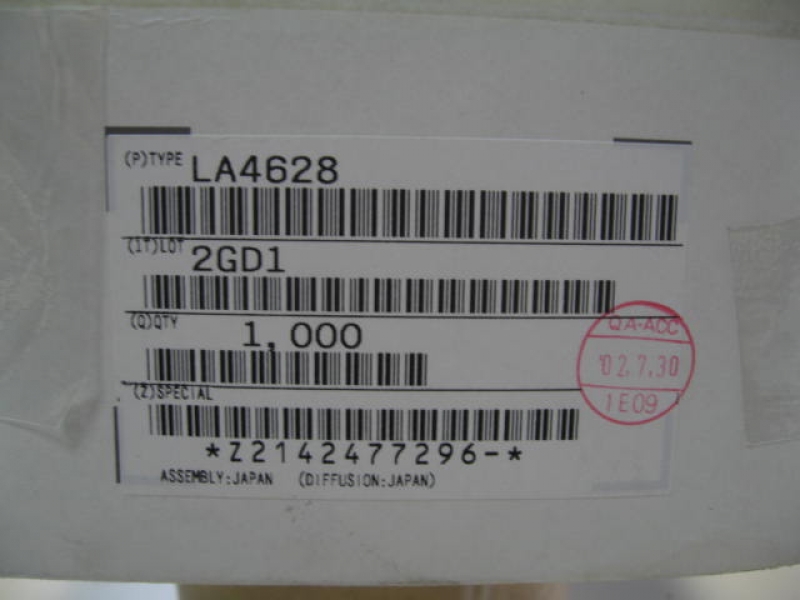 (P)TYPE LA4628
(1T)LOT 2GD1
(Q)QTY 1,000
(Z)SPECIAL
*Z2142477296-*
ASSEMBLY:JAPAN (DIFFUSION:JAPAN)
QA-ACC
'02.7.30
1E09